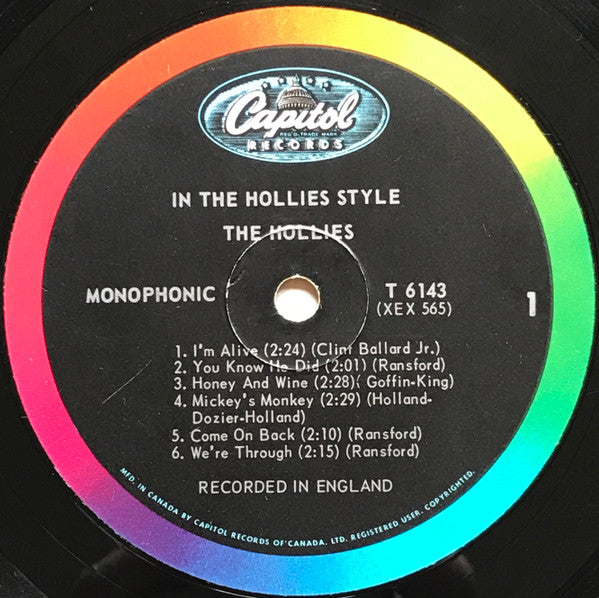 Capitol
REG'D. TRADE MARK
RECORDS
IN THE HOLLIES STYLE
THE HOLLIES
MONOPHONIC
T 6143
(XEX 565)
1
1. I'm Alive (2:24) (Clint Ballard Jr.)
2. You Know He Did (2:01) (Ransford)
3. Honey And Wine (2:28)( Goffin-King)
4. Mickey's Monkey (2:29) (Holland-
Dozier-Holland)
5. Come On Back (2:10) (Ransford)
6. We're Through (2:15) (Ransford)
RECORDED IN ENGLAND
MFD. IN CANADA BY CAPITOL RECORDS OF CANADA, LTD. REGISTERED USER. COPYRIGHTED.